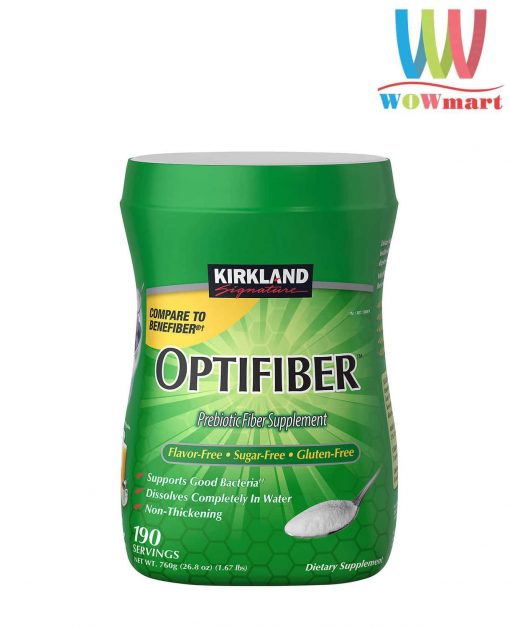 WOWmart
KIRKLAND
Signature
COMPARE TO
BENEFIBER®†
OPTIFIBER™
Prebiotic Fiber Supplement
Flavor-Free • Sugar-Free • Gluten-Free
• Supports Good Bacteria††
• Dissolves Completely In Water
• Non-Thickening
190
SERVINGS
NET WT. 760g (26.8 oz) (1.67 lbs)
Dietary Supplement